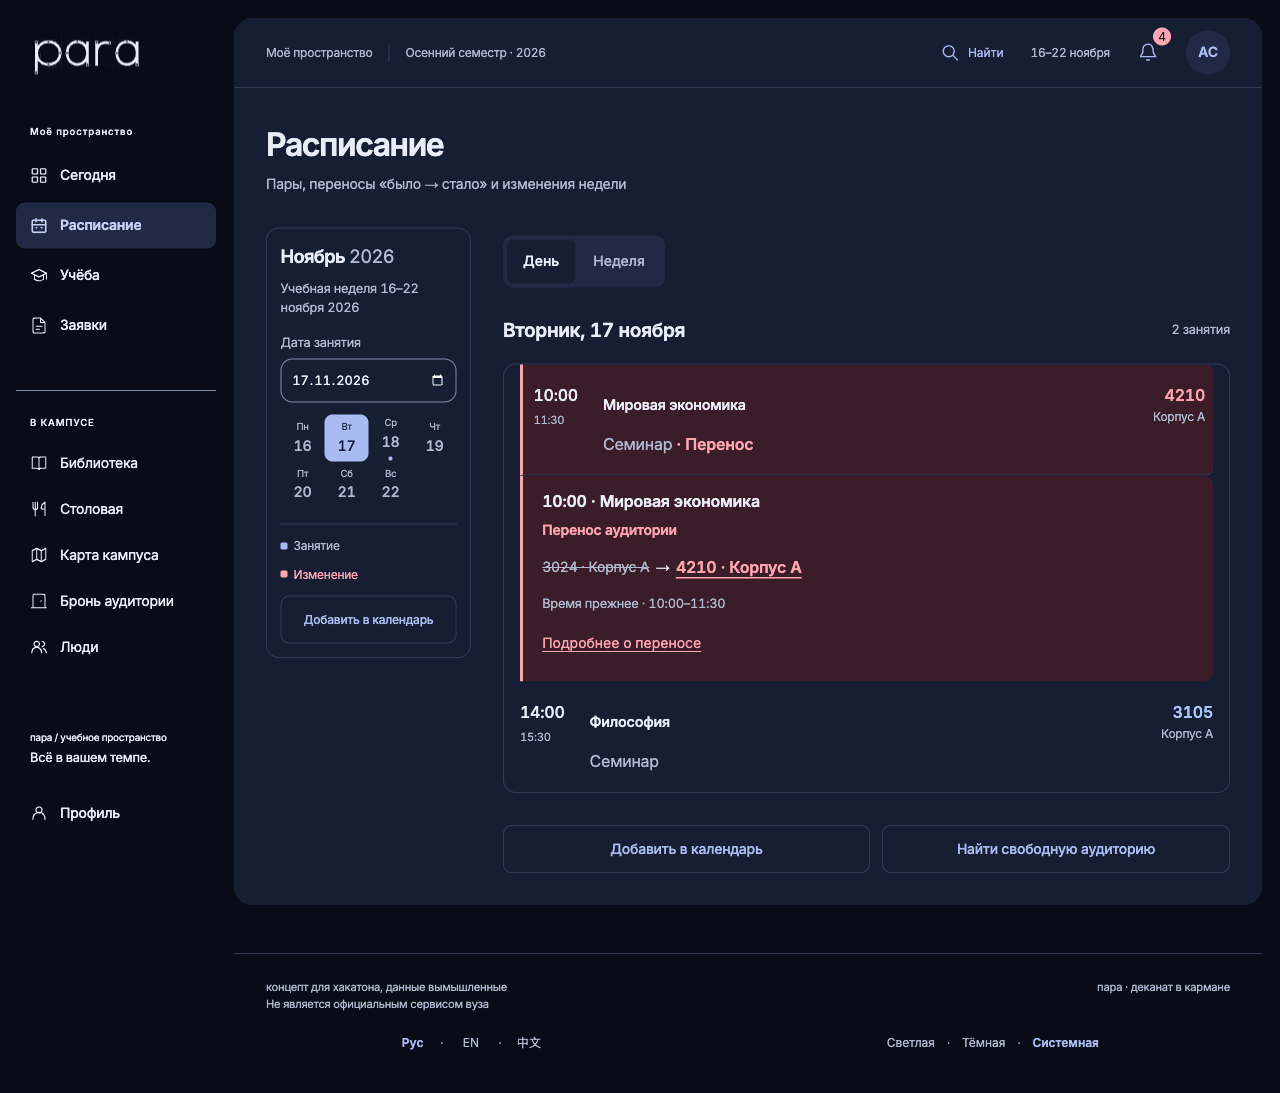 para
Моё пространство
Сегодня
Расписание
Учёба
Заявки
В КАМПУСЕ
Библиотека
Столовая
Карта кампуса
Бронь аудитории
Люди
пара / учебное пространство
Всё в вашем темпе.
Профиль
Моё пространство
Осенний семестр · 2026
Найти
16–22 ноября
4
АС
Расписание
Пары, переносы «было → стало» и изменения недели
Ноябрь 2026
Учебная неделя 16–22
ноября 2026
Дата занятия
17.11.2026
Пн Вт Ср Чт
16 17 18 19
Пт Сб Вс
20 21 22
Занятие
Изменение
Добавить в календарь
День Неделя
Вторник, 17 ноября
2 занятия
10:00
11:30
Мировая экономика
Семинар · Перенос
4210
Корпус А
10:00 · Мировая экономика
Перенос аудитории
3024 · Корпус А → 4210 · Корпус А
Время прежнее · 10:00–11:30
Подробнее о переносе
14:00
15:30
Философия
Семинар
3105
Корпус А
Добавить в календарь
Найти свободную аудиторию
концепт для хакатона, данные вымышленные
Не является официальным сервисом вуза
пара · деканат в кармане
Рус · EN · 中文
Светлая · Тёмная · Системная